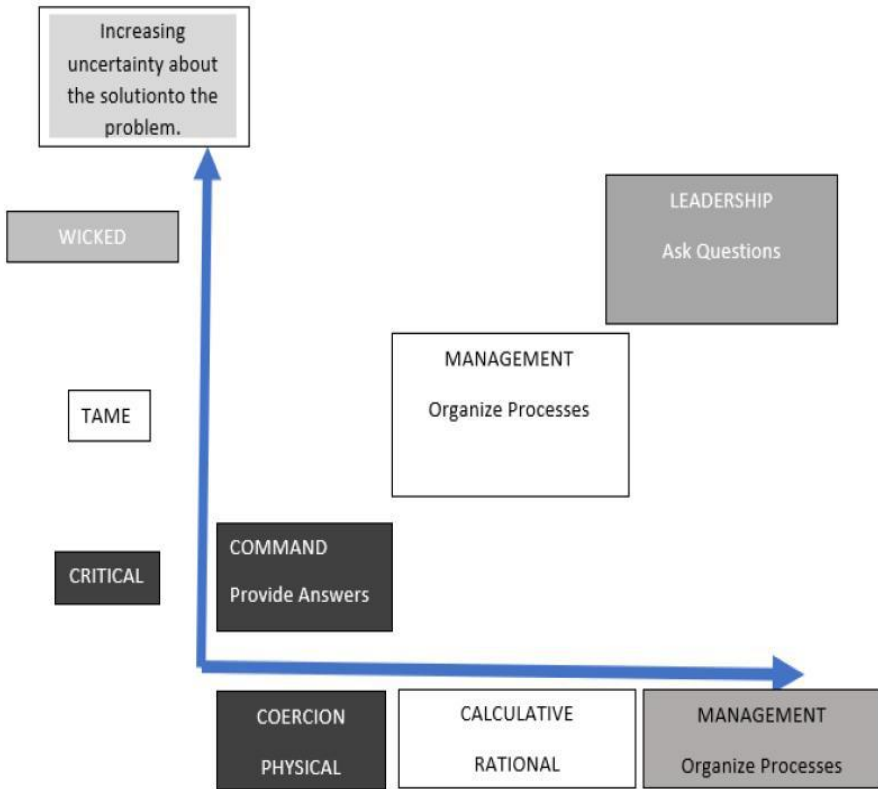 Increasing
uncertainty about
the solutionto the
problem.
WICKED
LEADERSHIP
Ask Questions
MANAGEMENT
Organize Processes
TAME
COMMAND
Provide Answers
CRITICAL
COERCION
PHYSICAL
CALCULATIVE
RATIONAL
MANAGEMENT
Organize Processes